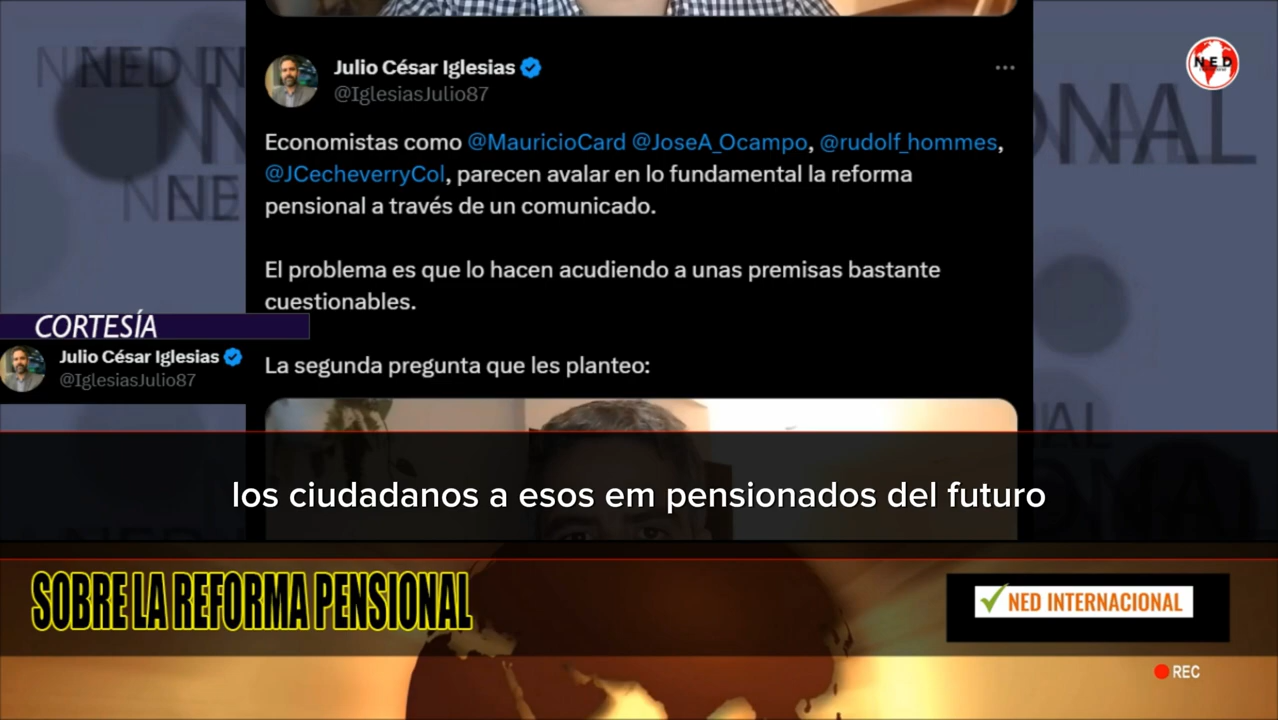 Julio César Iglesias
@IglesiasJulio87
Economistas como @MauricioCard @JoseA_Ocampo, @rudolf_hommes,
@JCecheverryCol, parecen avalar en lo fundamental la reforma
pensional a través de un comunicado.
El problema es que lo hacen acudiendo a unas premisas bastante
cuestionables.
La segunda pregunta que les planteo:
NED
CORTESÍA
Julio César Iglesias
@IglesiasJulio87
los ciudadanos a esos em pensionados del futuro
SOBRE LA REFORMA PENSIONAL
NED INTERNACIONAL
REC